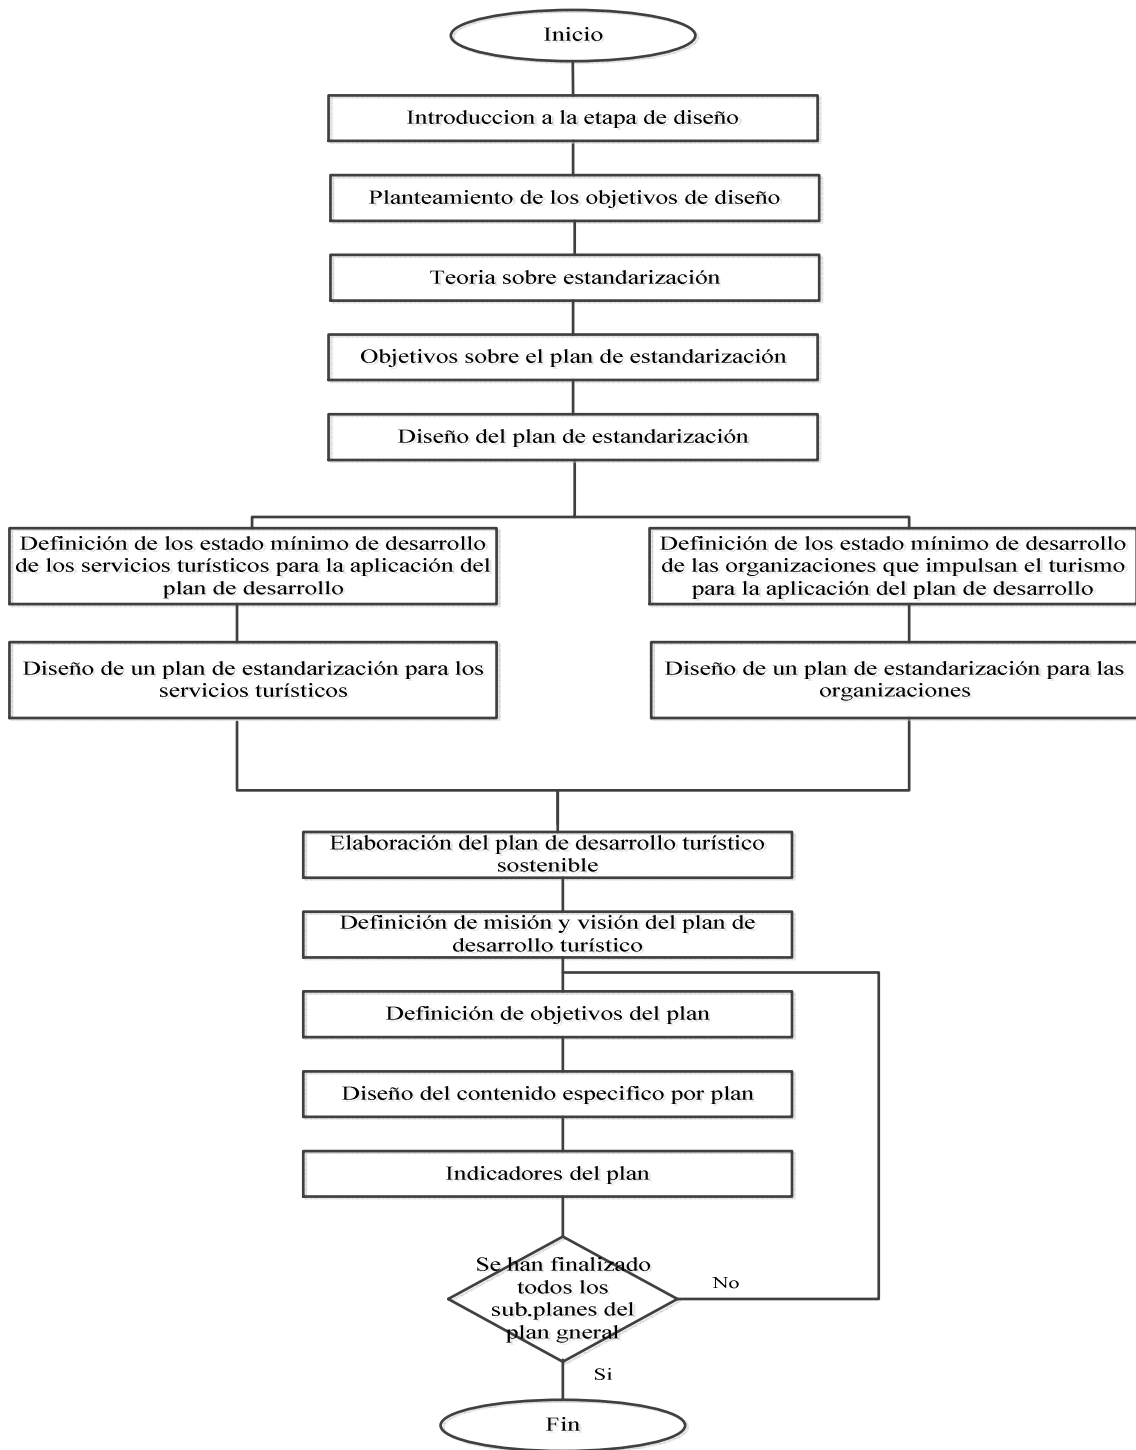 Inicio
Introduccion a la etapa de diseño
Planteamiento de los objetivos de diseño
Teoria sobre estandarización
Objetivos sobre el plan de estandarización
Diseño del plan de estandarización
Definición de los estado mínimo de desarrollo
de los servicios turísticos para la aplicación del
plan de desarrollo
Definición de los estado mínimo de desarrollo
de las organizaciones que impulsan el turismo
para la aplicación del plan de desarrollo
Diseño de un plan de estandarización para los
servicios turísticos
Diseño de un plan de estandarización para las
organizaciones
Elaboración del plan de desarrollo turístico
sostenible
Definición de misión y visión del plan de
desarrollo turístico
Definición de objetivos del plan
Diseño del contenido especifico por plan
Indicadores del plan
Se han finalizado
todos los
sub.planes del
plan gneral
No
Si
Fin